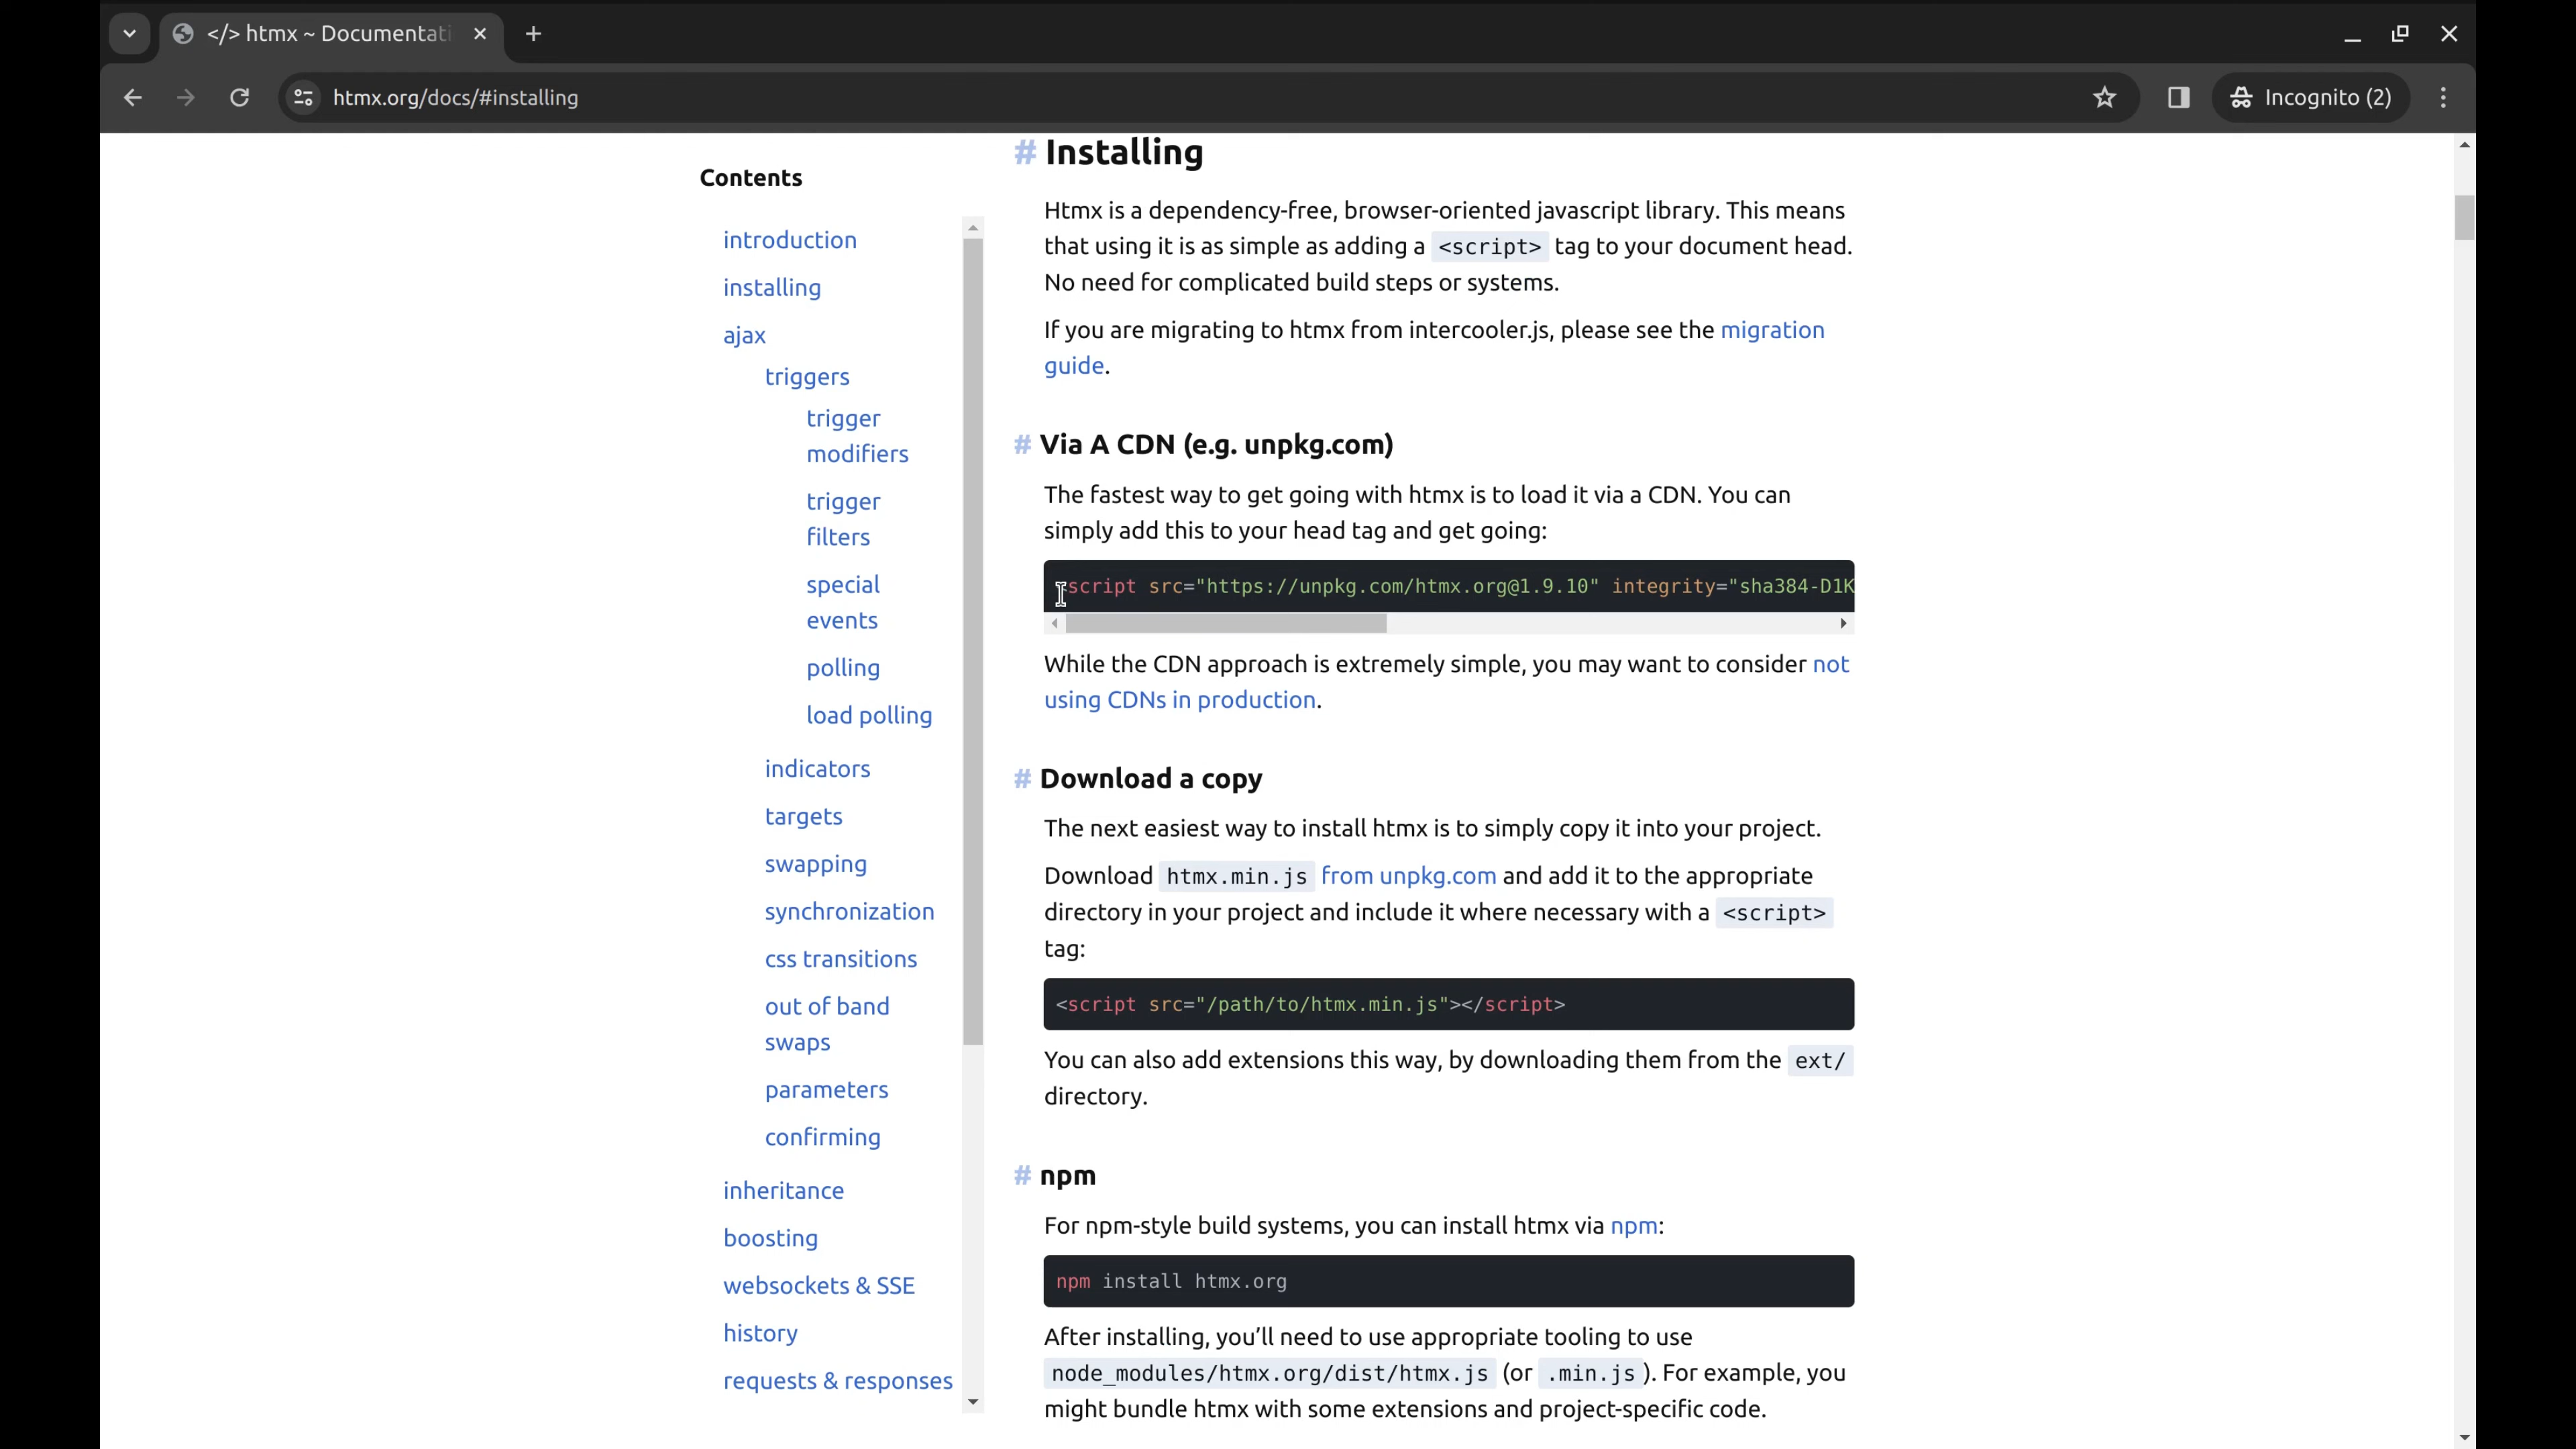 </> htmx ~ Documentati
htmx.org/docs/#installing
Incognito (2)
Contents
introduction
installing
ajax
triggers
trigger
modifiers
trigger
filters
special
events
polling
load polling
indicators
targets
swapping
synchronization
css transitions
out of band
swaps
parameters
confirming
inheritance
boosting
websockets & SSE
history
requests & responses
# Installing
Htmx is a dependency-free, browser-oriented javascript library. This means
that using it is as simple as adding a <script> tag to your document head.
No need for complicated build steps or systems.
If you are migrating to htmx from intercooler.js, please see the migration
guide.
# Via A CDN (e.g. unpkg.com)
The fastest way to get going with htmx is to load it via a CDN. You can
simply add this to your head tag and get going:
<script src="https://unpkg.com/htmx.org@1.9.10" integrity="sha384-D1K
While the CDN approach is extremely simple, you may want to consider not
using CDNs in production.
# Download a copy
The next easiest way to install htmx is to simply copy it into your project.
Download htmx.min.js from unpkg.com and add it to the appropriate
directory in your project and include it where necessary with a <script>
tag:
<script src="/path/to/htmx.min.js"></script>
You can also add extensions this way, by downloading them from the ext/
directory.
# npm
For npm-style build systems, you can install htmx via npm:
npm install htmx.org
After installing, you’ll need to use appropriate tooling to use
node_modules/htmx.org/dist/htmx.js (or .min.js). For example, you
might bundle htmx with some extensions and project-specific code.